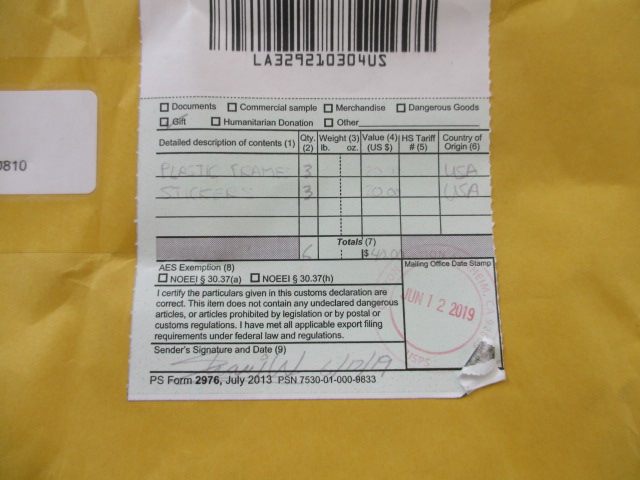 LA329210304US
Documents Commercial sample Merchandise Dangerous Goods
Gift Humanitarian Donation Other
Detailed description of contents (1) Qty. (2) Weight (3) lb. oz. Value (4) (US $) HS Tariff # (5) Country of Origin (6)
0810
PLASTIC FRAME 3 USA
STICKERS 3 20.00 USA
Totals (7)
6 $ 40.00
AES Exemption (8)
NOEEI § 30.37(a) NOEEI § 30.37(h)
Mailing Office Date Stamp
I certify the particulars given in this customs declaration are
correct. This item does not contain any undeclared dangerous
articles, or articles prohibited by legislation or by postal or
customs regulations. I have met all applicable export filing
requirements under federal law and regulations.
JUN 12 2019
USPS
Sender's Signature and Date (9)
PS Form 2976, July 2013 PSN 7530-01-000-9833